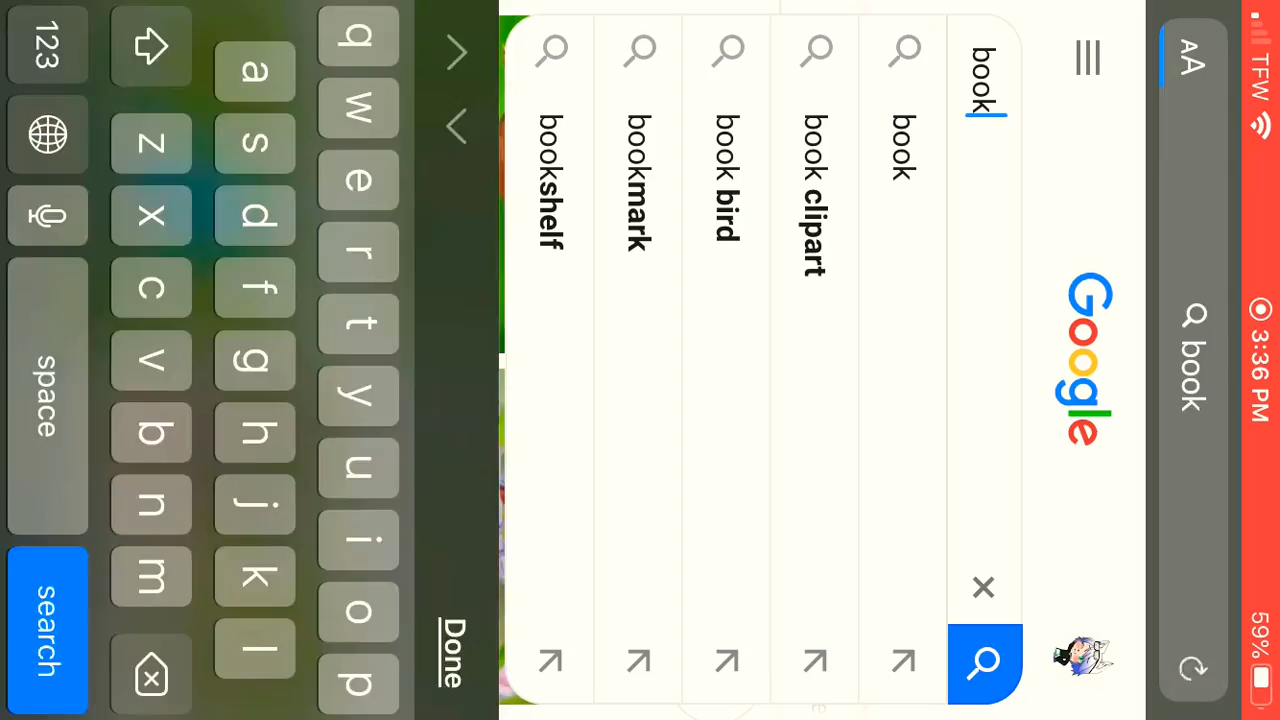 TFW 3:36 PM 59%
AA book
Google
book
book
book clipart
book bird
bookmark
bookshelf
Done
q w e r t y u i o p
a s d f g h j k l
z x c v b n m
123 space search